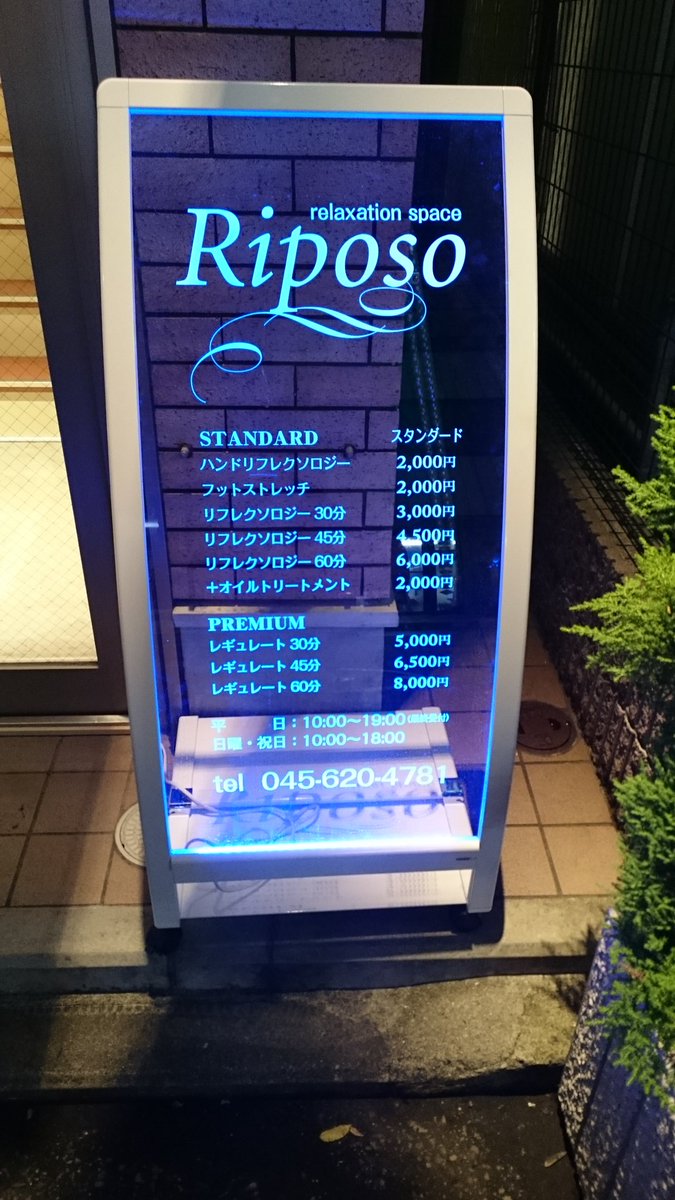 relaxation space
Riposo
STANDARD スタンダード
ハンドリフレクソロジー 2,000円
フットストレッチ 2,000円
リフレクソロジー 30分 3,000円
リフレクソロジー 45分 4,500円
リフレクソロジー 60分 6,000円
＋オイルトリートメント 2,000円
PREMIUM
レギュレート 30分 5,000円
レギュレート 45分 6,500円
レギュレート 60分 8,000円
平　　日：10:00〜19:00(最終受付)
日曜・祝日：10:00〜18:00
tel 045-620-4781